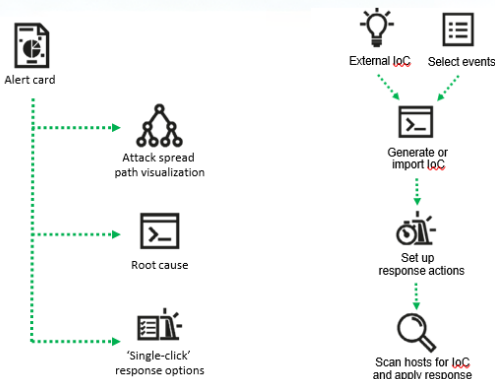 Alert card
Attack spread
path visualization
Root cause
'Single-click'
response options
External IoC
Select events
Generate or
import IoC
Set up
response actions
Scan hosts for IoC
and apply response